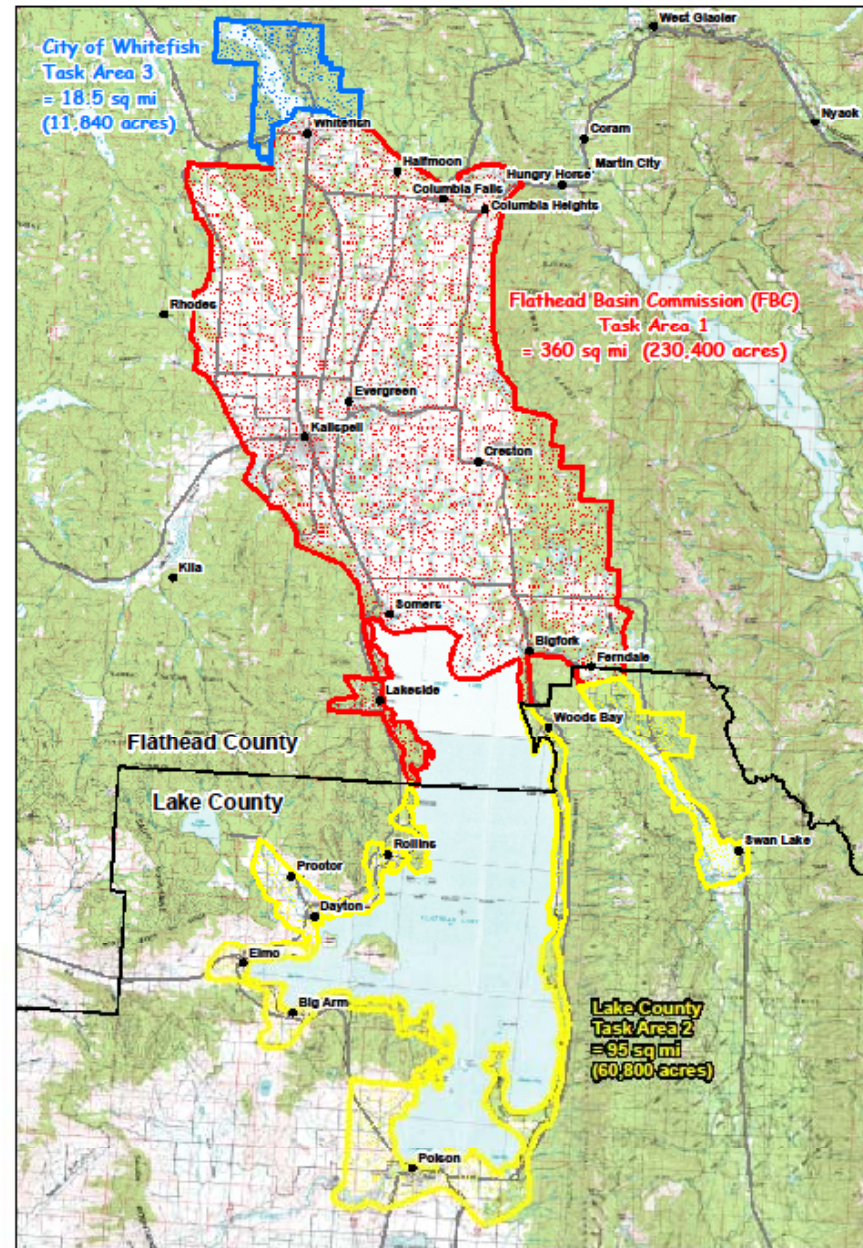 City of Whitefish
Task Area 3
= 18.5 sq mi
(11,840 acres)
West Glacier
Nyack
Whitefish
Coram
Halfmoon
Martin City
Hungry Horse
Columbia Falls
Columbia Heights
Flathead Basin Commission (FBC)
Task Area 1
= 360 sq mi (230,400 acres)
Rhodes
Evergreen
Kalispell
Creston
Kila
Somers
Bigfork
Ferndale
Lakeside
Woods Bay
Flathead County
Lake County
Swan Lake
Rollins
Proctor
Dayton
FLATHEAD LAKE
Elmo
Big Arm
Lake County
Task Area 2
= 95 sq mi
(60,800 acres)
Polson